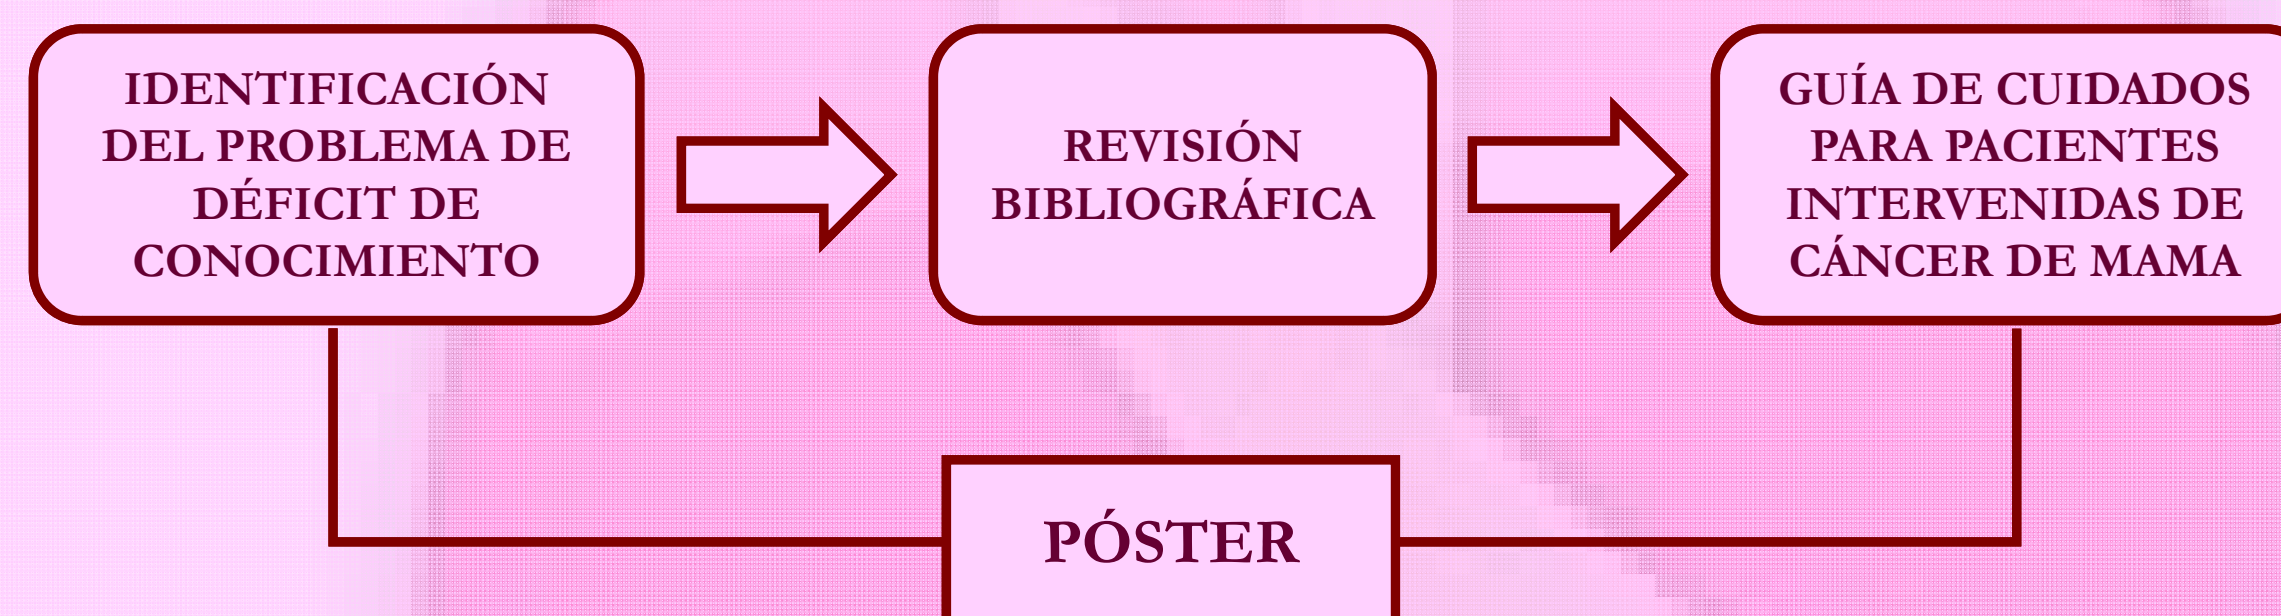 IDENTIFICACIÓN
DEL PROBLEMA DE
DÉFICIT DE
CONOCIMIENTO
REVISIÓN
BIBLIOGRÁFICA
GUÍA DE CUIDADOS
PARA PACIENTES
INTERVENIDAS DE
CÁNCER DE MAMA
PÓSTER